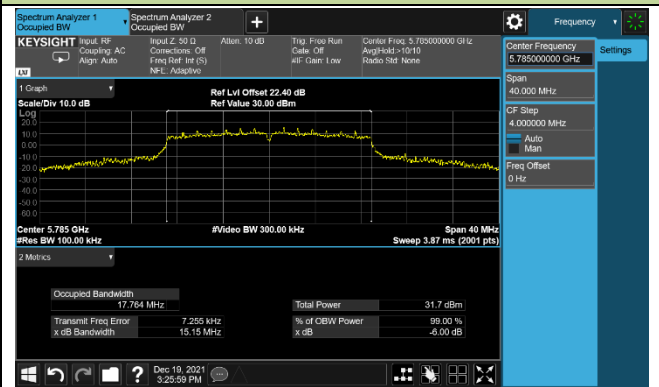 Spectrum Analyzer 1
Occupied BW
Spectrum Analyzer 2
Occupied BW
Frequency
KEYSIGHT
Input: RF
Coupling: AC
Align: Auto
Input Z: 50 Ω
Corrections: Off
Freq Ref: Int (S)
NFE: Adaptive
Atten: 10 dB
Trig: Free Run
Gate: Off
#IF Gain: Low
Center Freq: 5.785000000 GHz
Avg|Hold:>10/10
Radio Std: None
LXI
Center Frequency
5.785000000 GHz
Settings
Span
40.000 MHz
CF Step
4.000000 MHz
Auto
Man
Freq Offset
0 Hz
1 Graph
Scale/Div 10.0 dB
Ref Lvl Offset 22.40 dB
Ref Value 30.00 dBm
Log
20.0
10.0
0.00
-10.0
-20.0
-30.0
-40.0
-50.0
-60.0
Center 5.785 GHz
#Res BW 100.00 kHz
#Video BW 300.00 kHz
Span 40 MHz
Sweep 3.87 ms (2001 pts)
2 Metrics
Occupied Bandwidth
17.764 MHz
Total Power 31.7 dBm
Transmit Freq Error 7.255 kHz
% of OBW Power 99.00 %
x dB Bandwidth 15.15 MHz
x dB -6.00 dB
Dec 19, 2021
3:25:59 PM